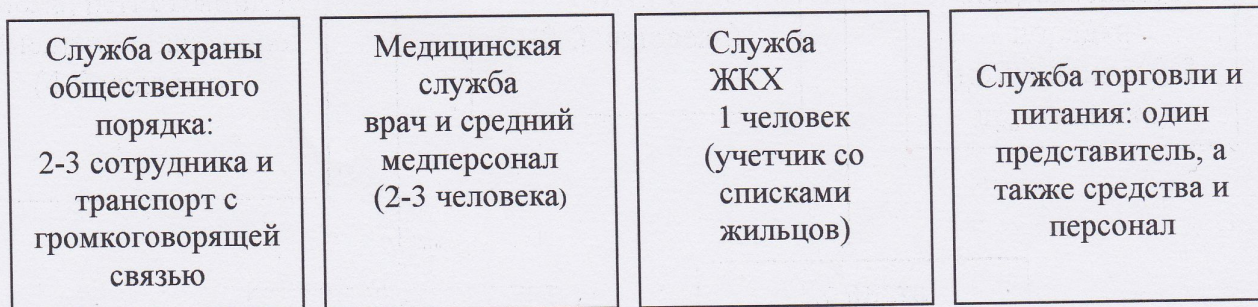 Служба охраны
общественного
порядка:
2-3 сотрудника и
транспорт с
громкоговорящей
связью
Медицинская
служба
врач и средний
медперсонал
(2-3 человека)
Служба
ЖКХ
1 человек
(учетчик со
списками
жильцов)
Служба торговли и
питания: один
представитель, а
также средства и
персонал